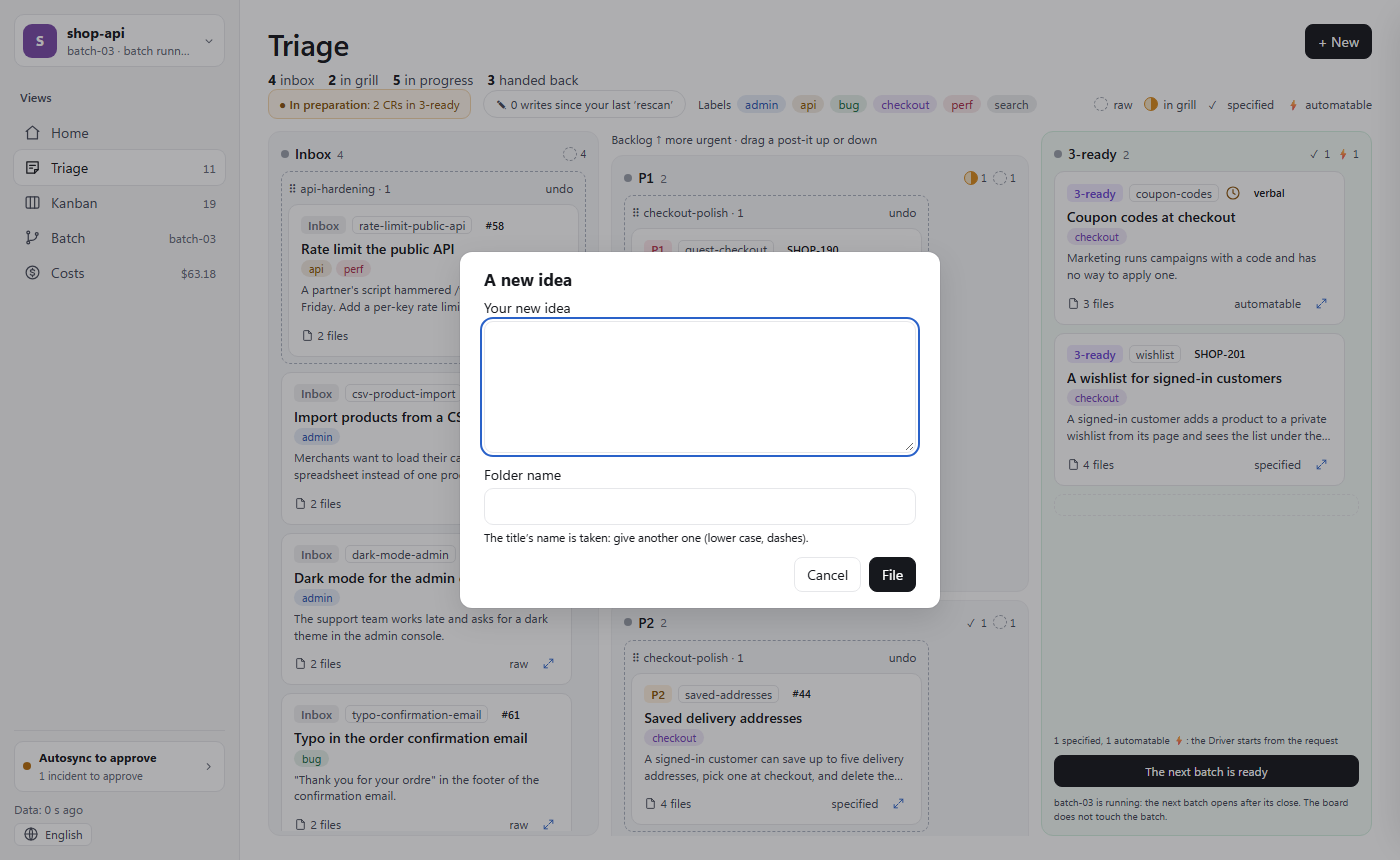 S
shop-api
batch-03 · batch runn...
Views
Home
Triage 11
Kanban 19
Batch batch-03
Costs $63.18
Autosync to approve
1 incident to approve
Data: 0 s ago
English
Triage
+ New
4 inbox 2 in grill 5 in progress 3 handed back
In preparation: 2 CRs in 3-ready
0 writes since your last ‘rescan’
Labels admin api bug checkout perf search
raw in grill ✓ specified automatable
Inbox 4 4
api-hardening · 1 undo
Inbox rate-limit-public-api #58
Rate limit the public API
api perf
A partner's script hammered /
Friday. Add a per-key rate limi
2 files
Inbox csv-product-import
Import products from a CS
admin
Merchants want to load their ca
spreadsheet instead of one pro
2 files
Inbox dark-mode-admin
Dark mode for the admin
admin
The support team works late and asks for a dark
theme in the admin console.
2 files raw
Inbox typo-confirmation-email #61
Typo in the order confirmation email
bug
"Thank you for your ordre" in the footer of the
confirmation email.
2 files raw
Backlog ↑ more urgent · drag a post-it up or down
P1 2 1 1
checkout-polish · 1 undo
P1 guest-checkout SHOP-190
A new idea
Your new idea
Folder name
The title's name is taken: give another one (lower case, dashes).
Cancel File
P2 2 ✓ 1 1
checkout-polish · 1 undo
P2 saved-addresses #44
Saved delivery addresses
checkout
A signed-in customer can save up to five delivery
addresses, pick one at checkout, and delete the...
4 files specified
3-ready 2 ✓ 1 1
3-ready coupon-codes verbal
Coupon codes at checkout
checkout
Marketing runs campaigns with a code and has
no way to apply one.
3 files automatable
3-ready wishlist SHOP-201
A wishlist for signed-in customers
checkout
A signed-in customer adds a product to a private
wishlist from its page and sees the list under the...
4 files specified
1 specified, 1 automatable : the Driver starts from the request
The next batch is ready
batch-03 is running: the next batch opens after its close. The board
does not touch the batch.